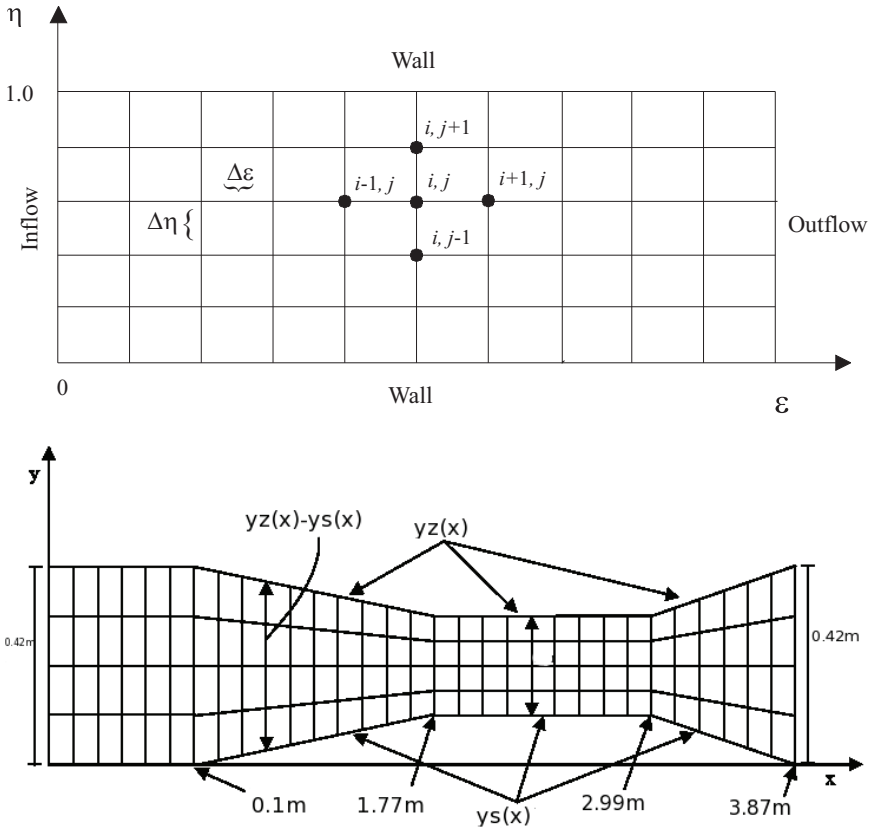 η
Wall
1.0
i, j+1
Δε
i-1, j
i, j
i+1, j
Inflow
Δη{
i, j-1
Outflow
0
Wall
ε
y
yz(x)-ys(x)
yz(x)
0.42m
0.42m
x
0.1m
1.77m
ys(x)
2.99m
3.87m